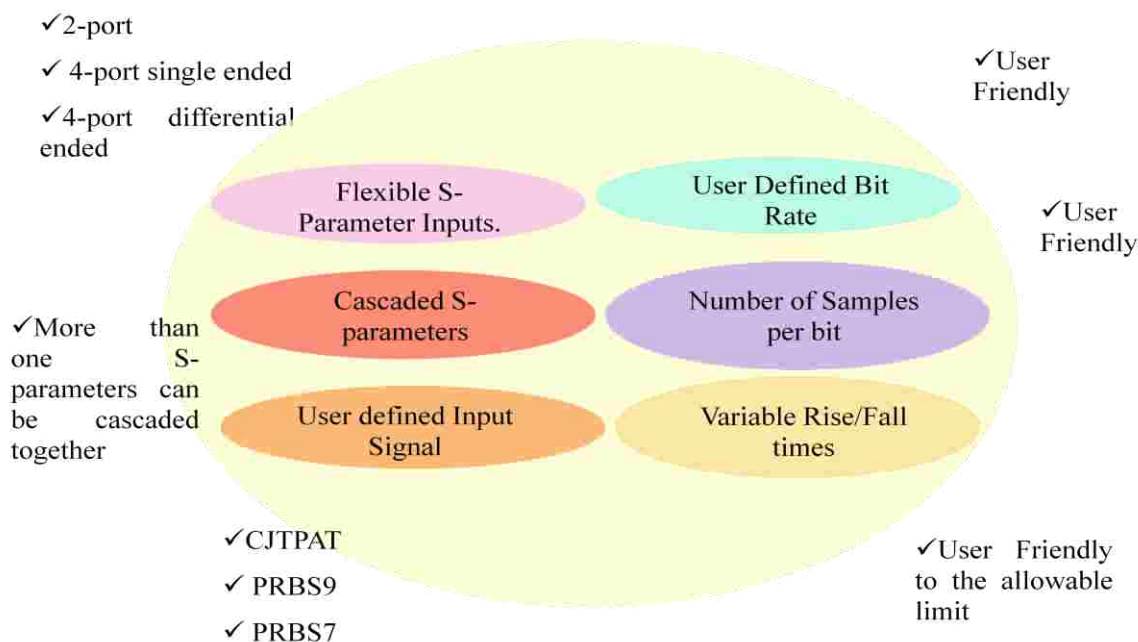 ✓2-port
✓ 4-port single ended
✓4-port differential
ended
✓User
Friendly
Flexible S-
Parameter Inputs.
User Defined Bit
Rate
✓User
Friendly
Cascaded S-
parameters
Number of Samples
per bit
✓More than
one S-
parameters can
be cascaded
together
User defined Input
Signal
Variable Rise/Fall
times
✓CJTPAT
✓ PRBS9
✓ PRBS7
✓User Friendly
to the allowable
limit